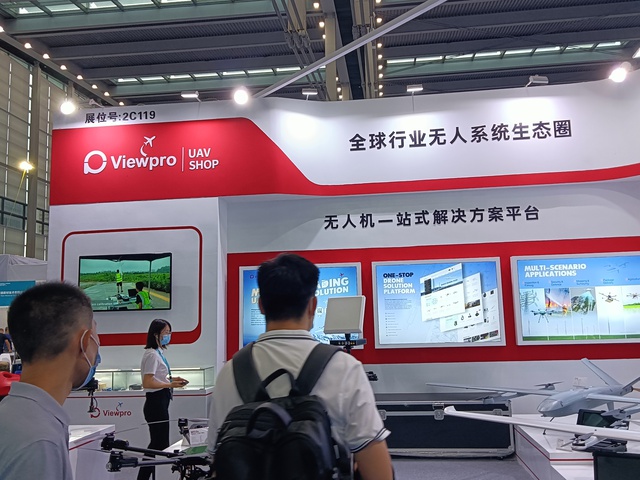 展位号:2C119
Viewpro
UAV
SHOP
全球行业无人系统生态圈
无人机一站式解决方案平台
ONE-STOP
DRONE
SOLUTION
PLATFORM
MULTI-SCENARIO
APPLICATIONS
Viewpro